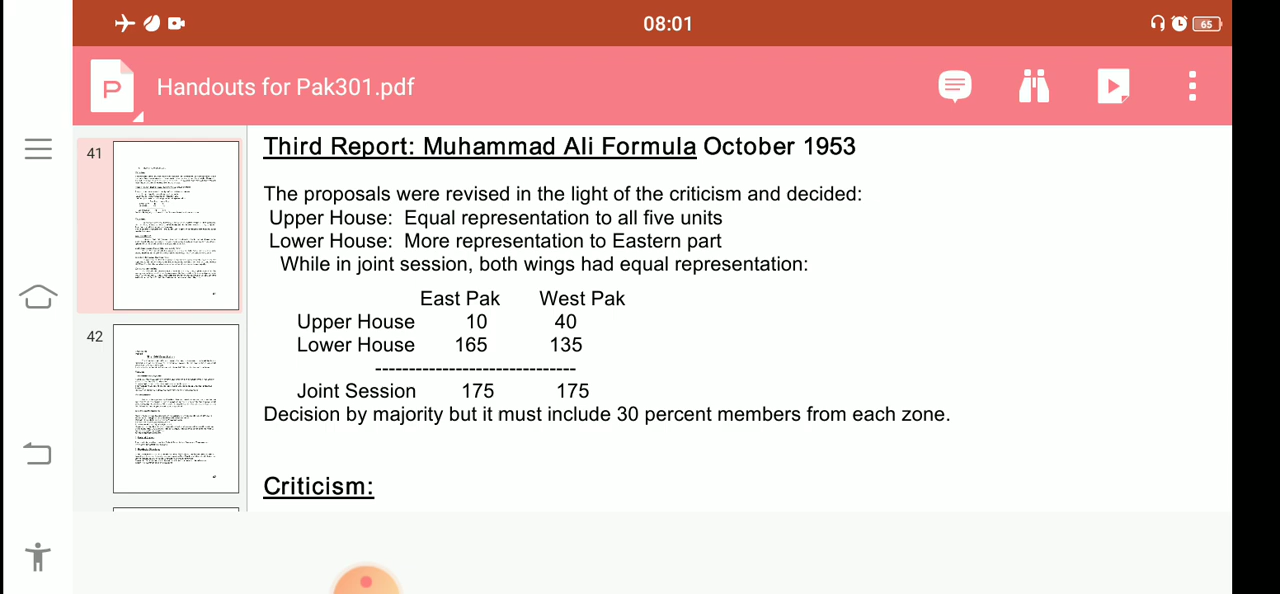 08:01
65
P
Handouts for Pak301.pdf
41
42
Third Report: Muhammad Ali Formula October 1953
The proposals were revised in the light of the criticism and decided:
Upper House: Equal representation to all five units
Lower House: More representation to Eastern part
While in joint session, both wings had equal representation:
East Pak West Pak
Upper House 10 40
Lower House 165 135
------------------------------
Joint Session 175 175
Decision by majority but it must include 30 percent members from each zone.
Criticism: